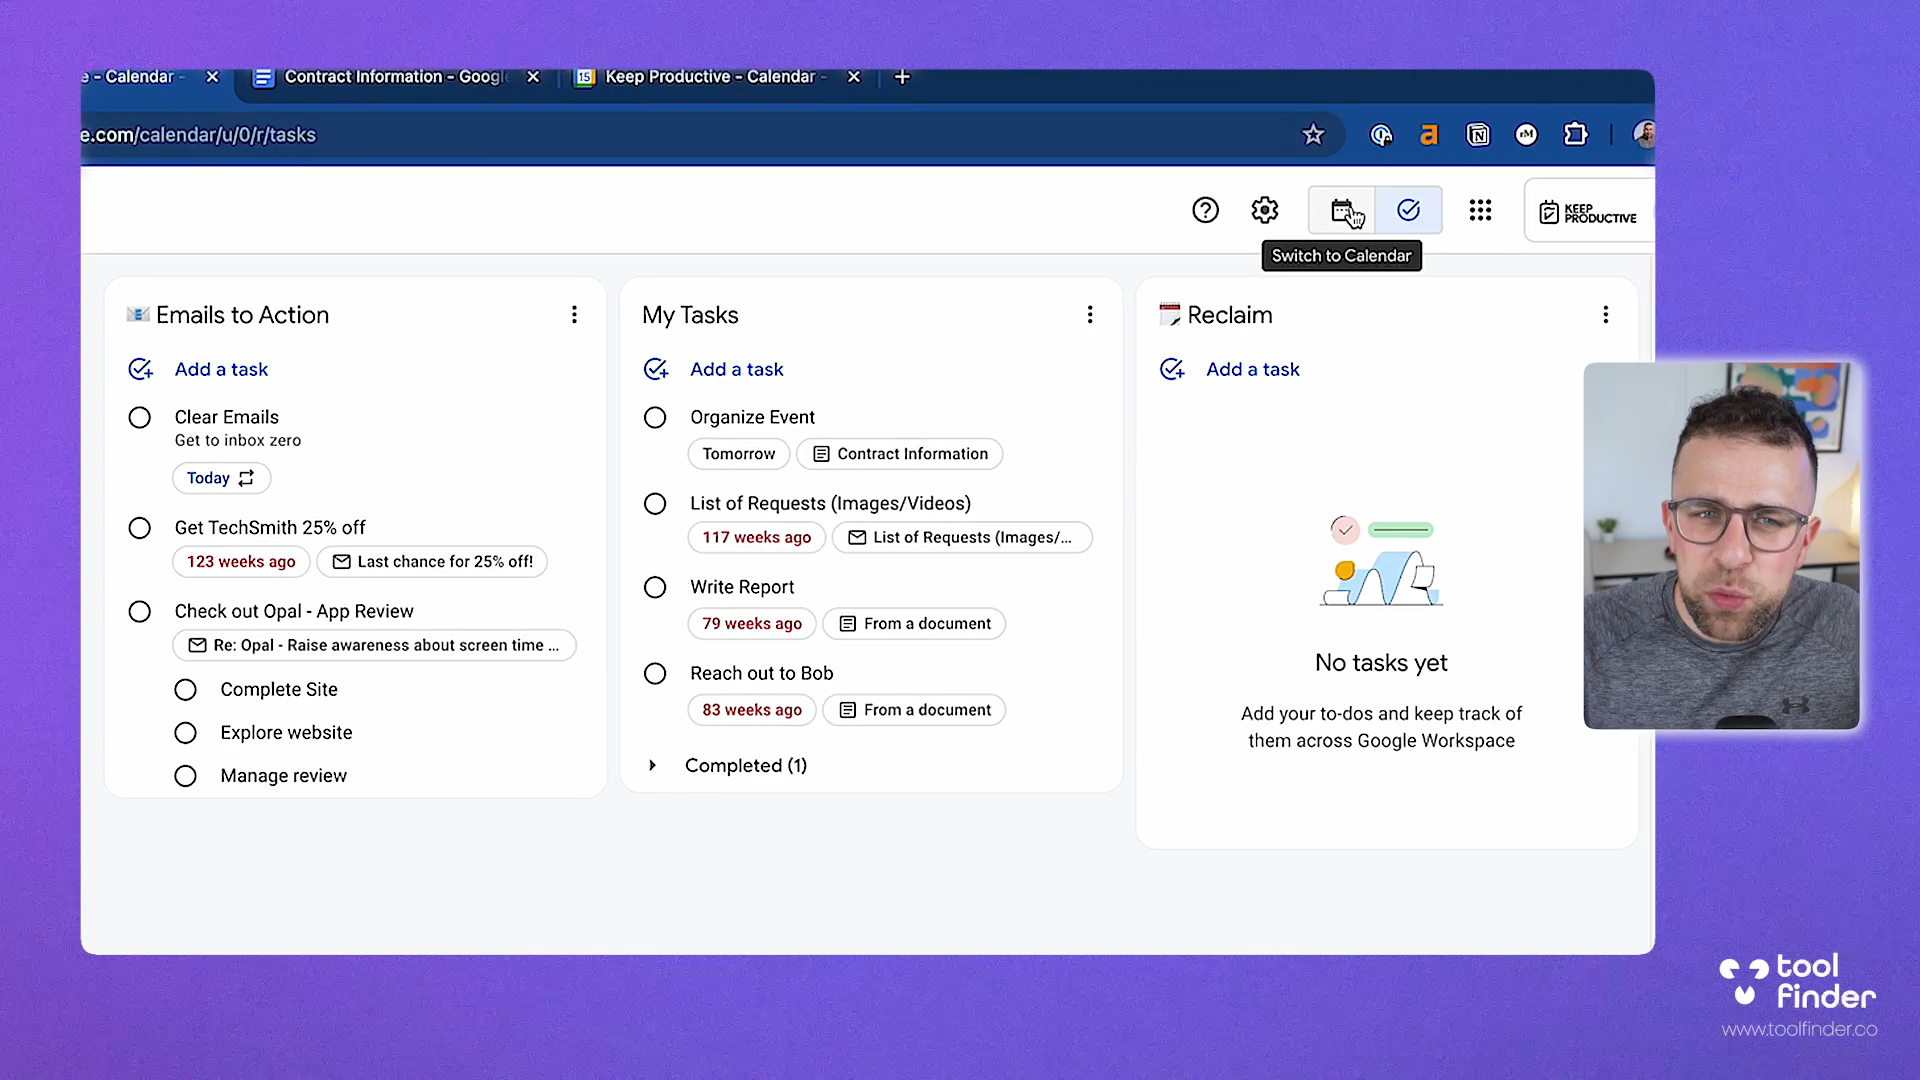 e - Calendar -
Contract Information - Googl
15
Keep Productive - Calendar -
e.com/calendar/u/0/r/tasks
a
N
rM
KEEP
PRODUCTIVE
Switch to Calendar
Emails to Action
Add a task
Clear Emails
Get to inbox zero
Today
Get TechSmith 25% off
123 weeks ago
Last chance for 25% off!
Check out Opal - App Review
Re: Opal - Raise awareness about screen time ...
Complete Site
Explore website
Manage review
My Tasks
Add a task
Organize Event
Tomorrow
Contract Information
List of Requests (Images/Videos)
117 weeks ago
List of Requests (Images/...
Write Report
79 weeks ago
From a document
Reach out to Bob
83 weeks ago
From a document
Completed (1)
Reclaim
Add a task
No tasks yet
Add your to-dos and keep track of
them across Google Workspace
tool
finder
www.toolfinder.co